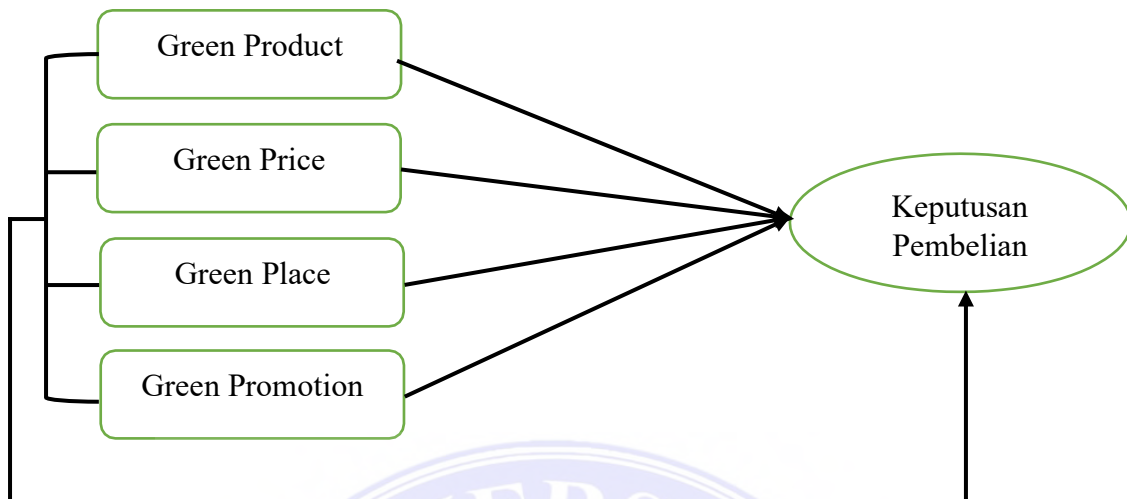 Green Product
Green Price
Green Place
Green Promotion
Keputusan
Pembelian